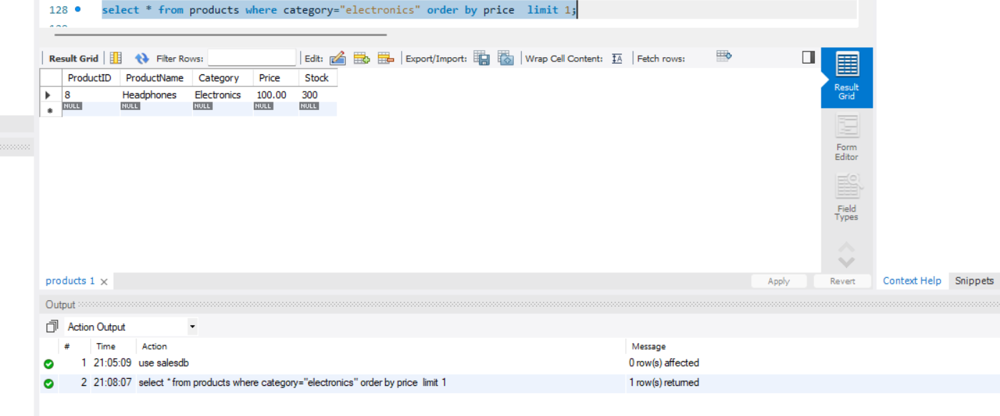 128 select * from products where category="electronics" order by price  limit 1;
Result Grid Filter Rows: Edit: Export/Import: Wrap Cell Content: Fetch rows:
ProductID ProductName Category Price Stock
8 Headphones Electronics 100.00 300
NULL NULL NULL NULL NULL
Result
Grid
Form
Editor
Field
Types
products 1 Apply Revert Context Help Snippets
Output
Action Output
# Time Action Message
1 21:05:09 use salesdb 0 row(s) affected
2 21:08:07 select * from products where category="electronics" order by price  limit 1 1 row(s) returned